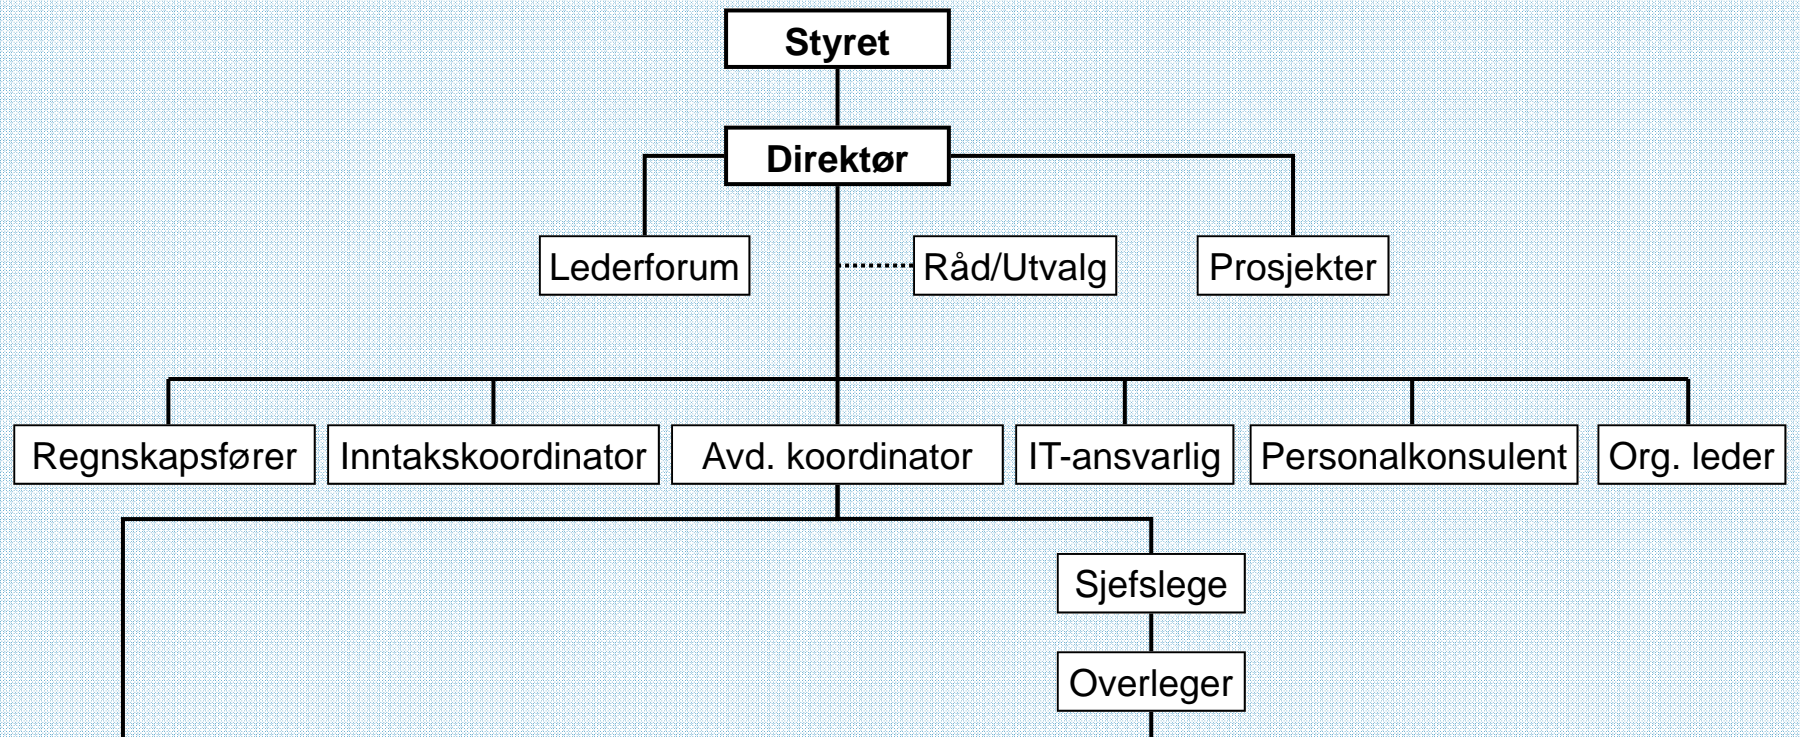 Styret
Direktør
Lederforum
Råd/Utvalg
Prosjekter
Regnskapsfører
Inntakskoordinator
Avd. koordinator
IT-ansvarlig
Personalkonsulent
Org. leder
Sjefslege
Overleger